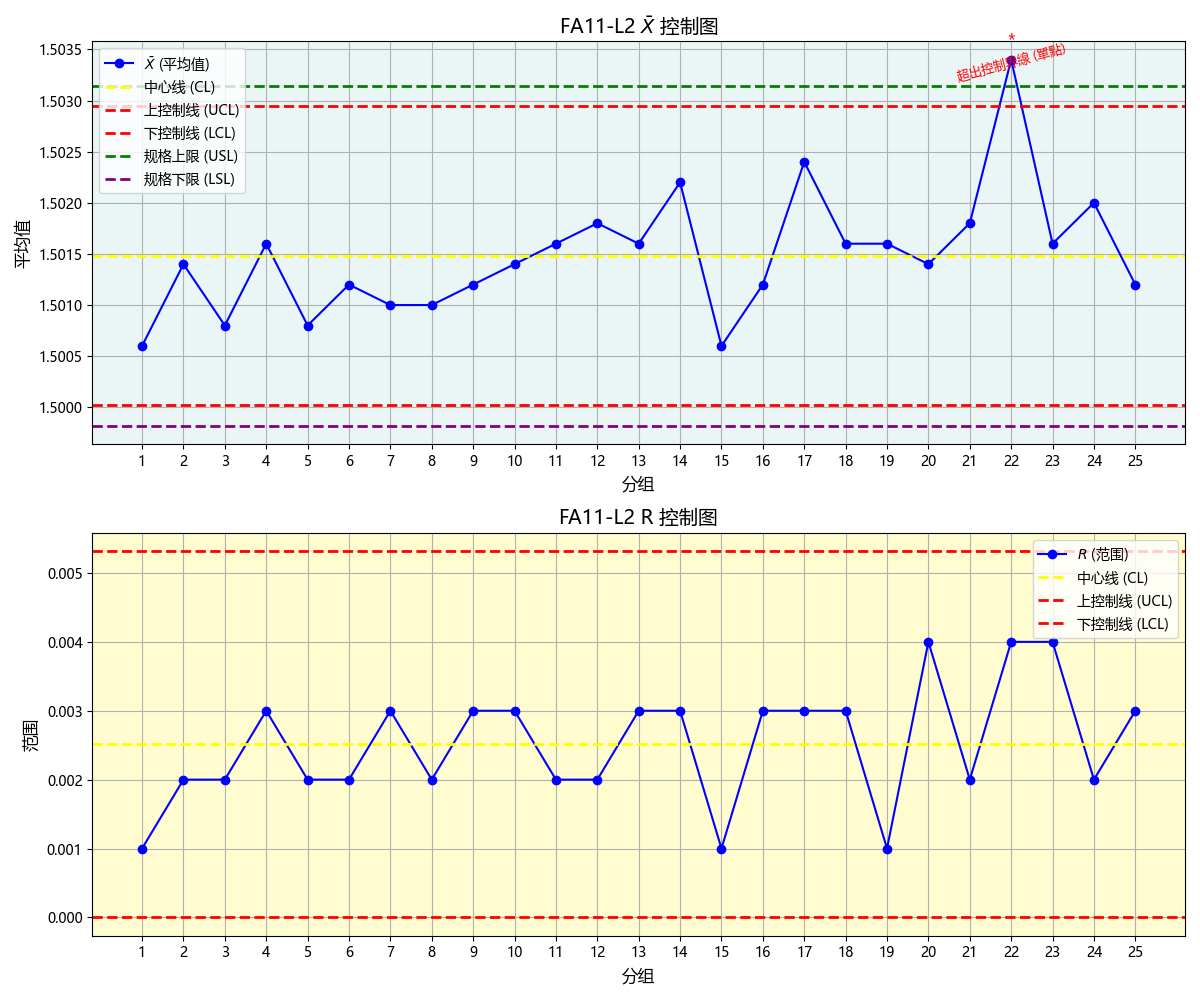 FA11-L2 X̄ 控制图
*
超出控制界線 (單點)
1.5035
1.5030
1.5025
1.5020
1.5015
1.5010
1.5005
1.5000
平均值
X̄ (平均值)
中心线 (CL)
上控制线 (UCL)
下控制线 (LCL)
规格上限 (USL)
规格下限 (LSL)
1 2 3 4 5 6 7 8 9 10 11 12 13 14 15 16 17 18 19 20 21 22 23 24 25
分组
FA11-L2 R 控制图
0.005
0.004
0.003
0.002
0.001
0.000
范围
R (范围)
中心线 (CL)
上控制线 (UCL)
下控制线 (LCL)
1 2 3 4 5 6 7 8 9 10 11 12 13 14 15 16 17 18 19 20 21 22 23 24 25
分组